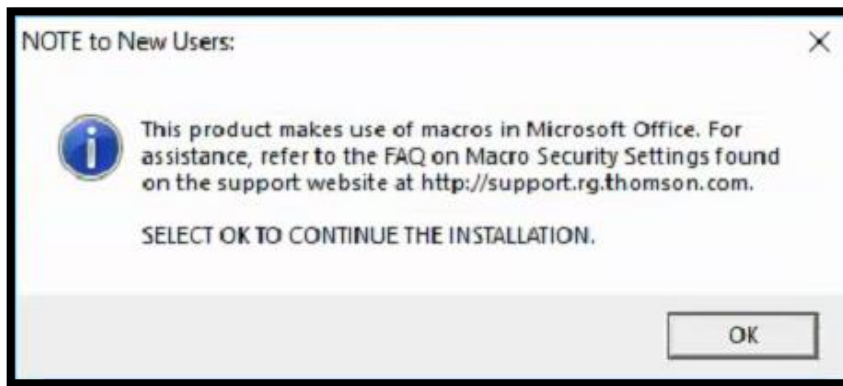 NOTE to New Users:
This product makes use of macros in Microsoft Office. For
assistance, refer to the FAQ on Macro Security Settings found
on the support website at http://support.rg.thomson.com.
SELECT OK TO CONTINUE THE INSTALLATION.
OK